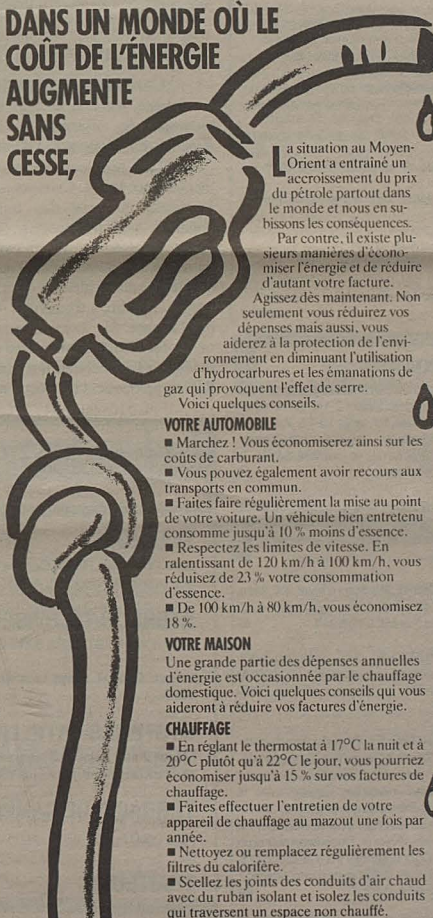 DANS UN MONDE OÙ LE
COÛT DE L'ÉNERGIE
AUGMENTE
SANS
CESSE,
La situation au Moyen-
Orient a entraîné un
accroissement du prix
du pétrole partout dans
le monde et nous en su-
bissons les conséquences.
Par contre, il existe plu-
sieurs manières d'écono-
miser l'énergie et de réduire
d'autant votre facture.
Agissez dès maintenant. Non
seulement vous réduirez vos
dépenses mais aussi, vous
aiderez à la protection de l'envi-
ronnement en diminuant l'utilisation
d'hydrocarbures et les émanations de
gaz qui provoquent l'effet de serre.
Voici quelques conseils.
VOTRE AUTOMOBILE
■ Marchez ! Vous économiserez ainsi sur les
coûts de carburant.
■ Vous pouvez également avoir recours aux
transports en commun.
■ Faites faire régulièrement la mise au point
de votre voiture. Un véhicule bien entretenu
consomme jusqu'à 10 % moins d'essence.
■ Respectez les limites de vitesse. En
ralentissant de 120 km/h à 100 km/h, vous
réduisez de 23 % votre consommation
d'essence.
■ De 100 km/h à 80 km/h, vous économisez
18 %.
VOTRE MAISON
Une grande partie des dépenses annuelles
d'énergie est occasionnée par le chauffage
domestique. Voici quelques conseils qui vous
aideront à réduire vos factures d'énergie.
CHAUFFAGE
■ En réglant le thermostat à 17°C la nuit et à
20°C plutôt qu'à 22°C le jour, vous pourriez
économiser jusqu'à 15 % sur vos factures de
chauffage.
■ Faites effectuer l'entretien de votre
appareil de chauffage au mazout une fois par
année.
■ Nettoyez ou remplacez régulièrement les
filtres du calorifère.
■ Scellez les joints des conduits d'air chaud
avec du ruban isolant et isolez les conduits
qui traversent un espace non chauffé.